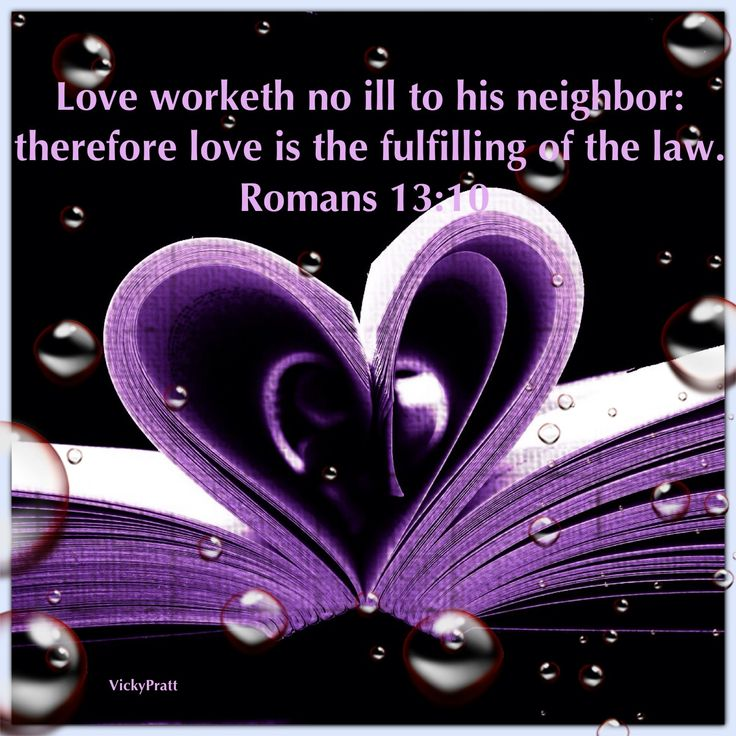 Love worketh no ill to his neighbor:
therefore love is the fulfilling of the law.
Romans 13:10
VickyPratt